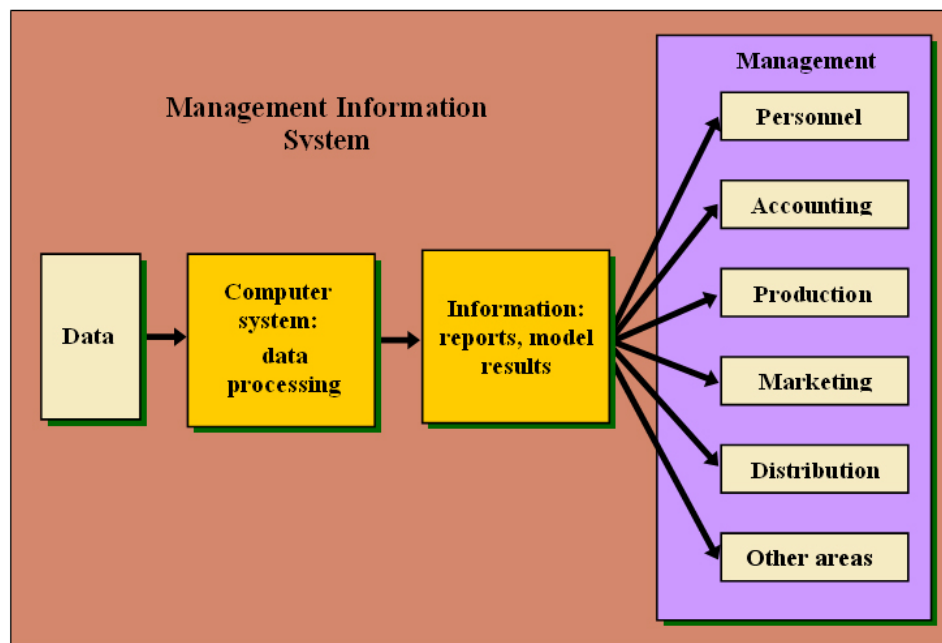 Management Information
System
Data
Computer
system:
data
processing
Information:
reports, model
results
Management
Personnel
Accounting
Production
Marketing
Distribution
Other areas